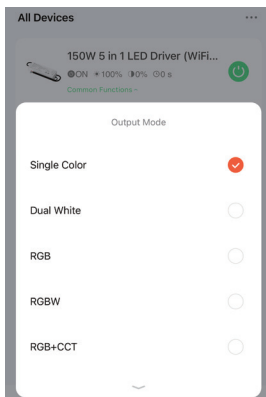 All Devices
150W 5 in 1 LED Driver (WiFi...
ON 100% 0% 0 s
Common Functions
Output Mode
Single Color
Dual White
RGB
RGBW
RGB+CCT